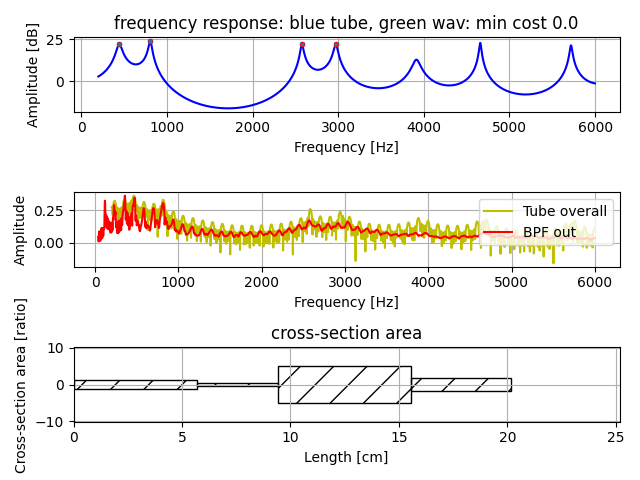 frequency response: blue tube, green wav: min cost 0.0
Amplitude [dB]
25
0
0 1000 2000 3000 4000 5000 6000
Frequency [Hz]
Amplitude
0.25
0.00
Tube overall
BPF out
0 1000 2000 3000 4000 5000 6000
Frequency [Hz]
cross-section area
Cross-section area [ratio]
10
0
−10
0 5 10 15 20 25
Length [cm]